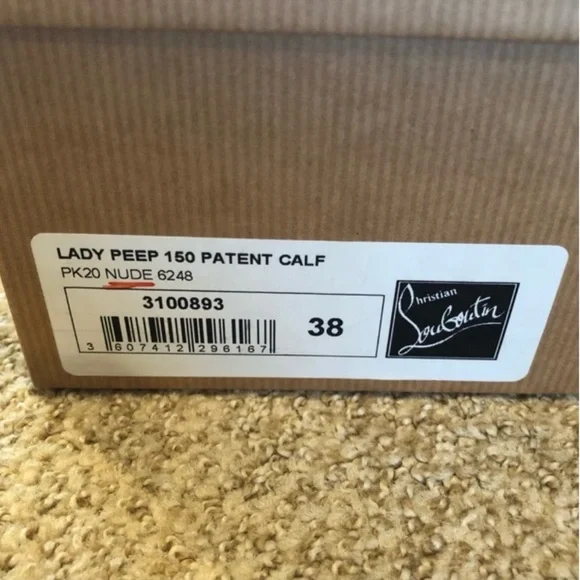 LADY PEEP 150 PATENT CALF
PK20 NUDE 6248
3100893
38
3 607412 296167
Christian
Louboutin